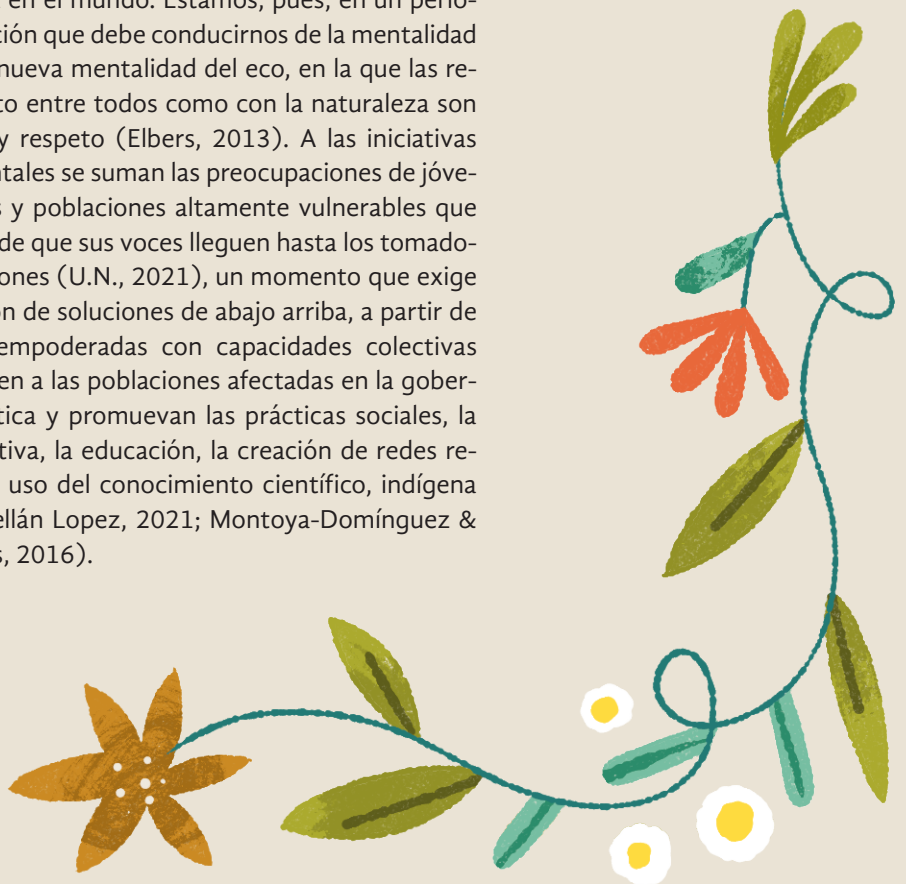 en el mundo. Estamos, pues, en un perio-
ción que debe conducirnos de la mentalidad
nueva mentalidad del eco, en la que las re-
to entre todos como con la naturaleza son
y respeto (Elbers, 2013). A las iniciativas
ntales se suman las preocupaciones de jóve-
s y poblaciones altamente vulnerables que
de que sus voces lleguen hasta los tomado-
ones (U.N., 2021), un momento que exige
ón de soluciones de abajo arriba, a partir de
empoderadas con capacidades colectivas
en a las poblaciones afectadas en la gober-
tica y promuevan las prácticas sociales, la
tiva, la educación, la creación de redes re-
uso del conocimiento científico, indígena
ellán Lopez, 2021; Montoya-Domínguez &
s, 2016).